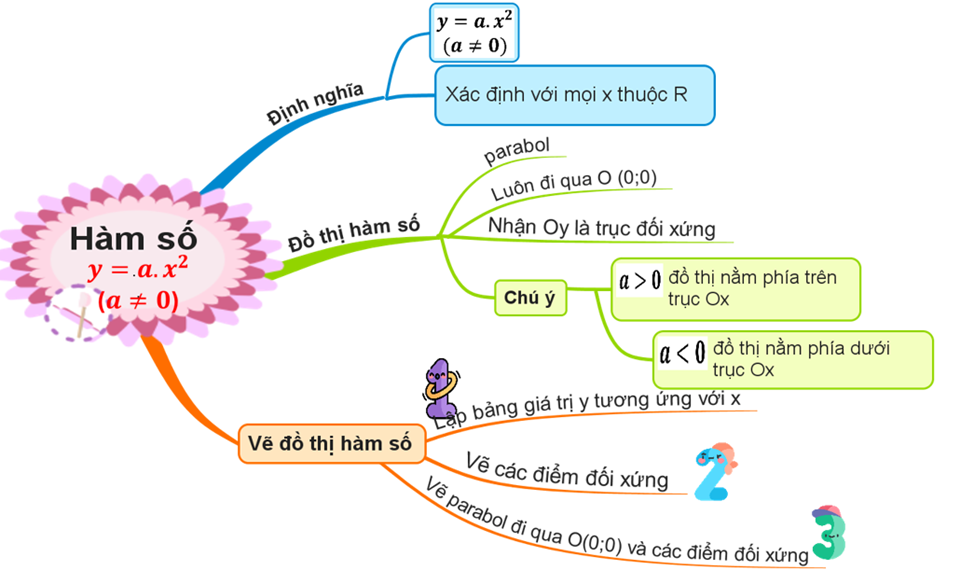 Hàm số
y = .a.x²
(a ≠ 0)
Định nghĩa
y = a.x²
(a ≠ 0)
Xác định với mọi x thuộc R
Đồ thị hàm số
parabol
Luôn đi qua O (0;0)
Nhận Oy là trục đối xứng
Chú ý
a > 0 đồ thị nằm phía trên
trục Ox
a < 0 đồ thị nằm phía dưới
trục Ox
Vẽ đồ thị hàm số
1
Lập bảng giá trị y tương ứng với x
Vẽ các điểm đối xứng
2
Vẽ parabol đi qua O(0;0) và các điểm đối xứng
3